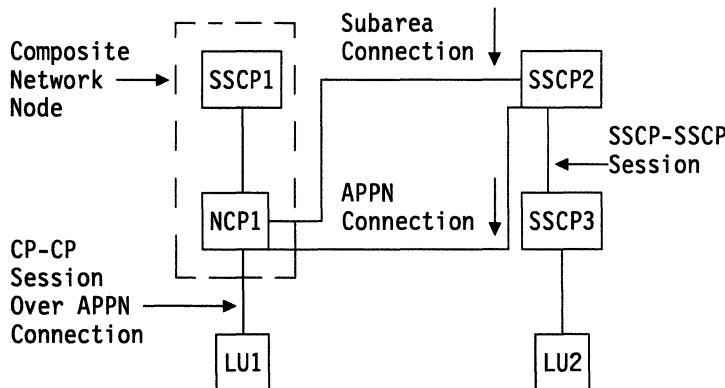 Composite
Network
Node
SSCP1
Subarea
Connection
SSCP2
SSCP-SSCP
Session
NCP1
APPN
Connection
SSCP3
CP-CP
Session
Over APPN
Connection
LU1
LU2